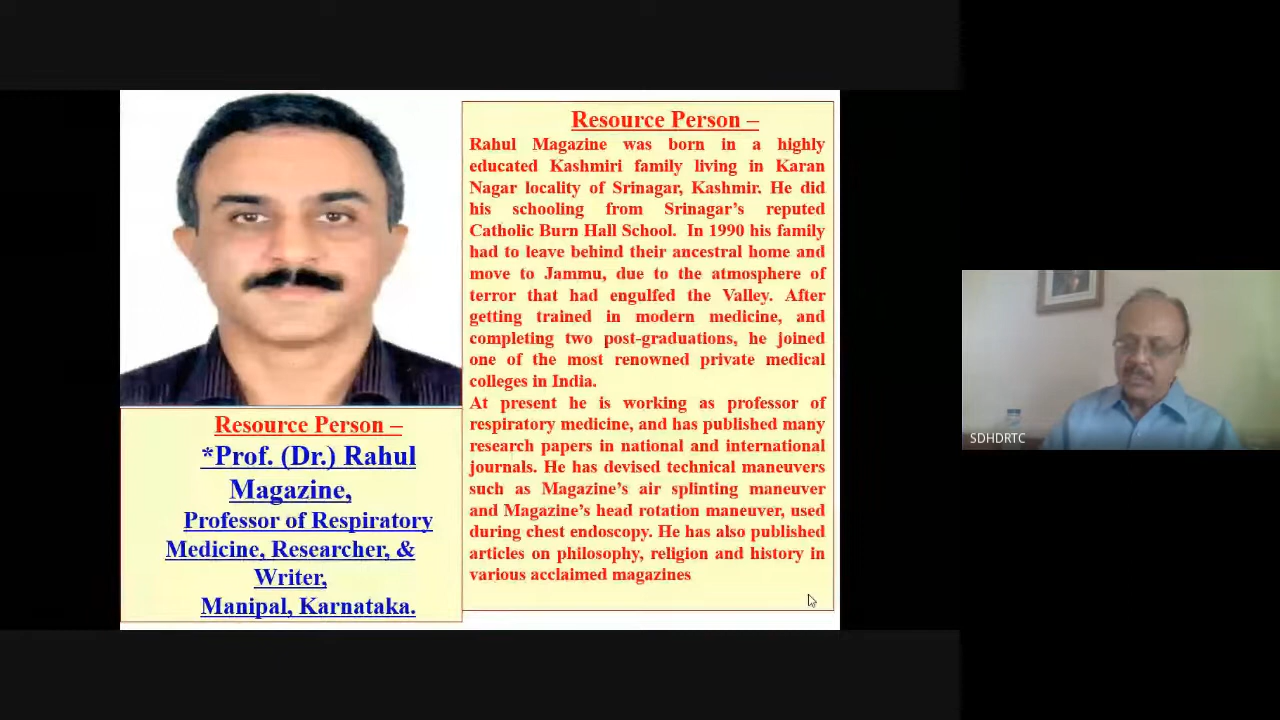 Resource Person –
*Prof. (Dr.) Rahul
Magazine,
Professor of Respiratory
Medicine, Researcher, &
Writer,
Manipal, Karnataka.
Resource Person –
Rahul Magazine was born in a highly
educated Kashmiri family living in Karan
Nagar locality of Srinagar, Kashmir. He did
his schooling from Srinagar’s reputed
Catholic Burn Hall School. In 1990 his family
had to leave behind their ancestral home and
move to Jammu, due to the atmosphere of
terror that had engulfed the Valley. After
getting trained in modern medicine, and
completing two post-graduations, he joined
one of the most renowned private medical
colleges in India.
At present he is working as professor of
respiratory medicine, and has published many
research papers in national and international
journals. He has devised technical maneuvers
such as Magazine’s air splinting maneuver
and Magazine’s head rotation maneuver, used
during chest endoscopy. He has also published
articles on philosophy, religion and history in
various acclaimed magazines
SDHDRTC